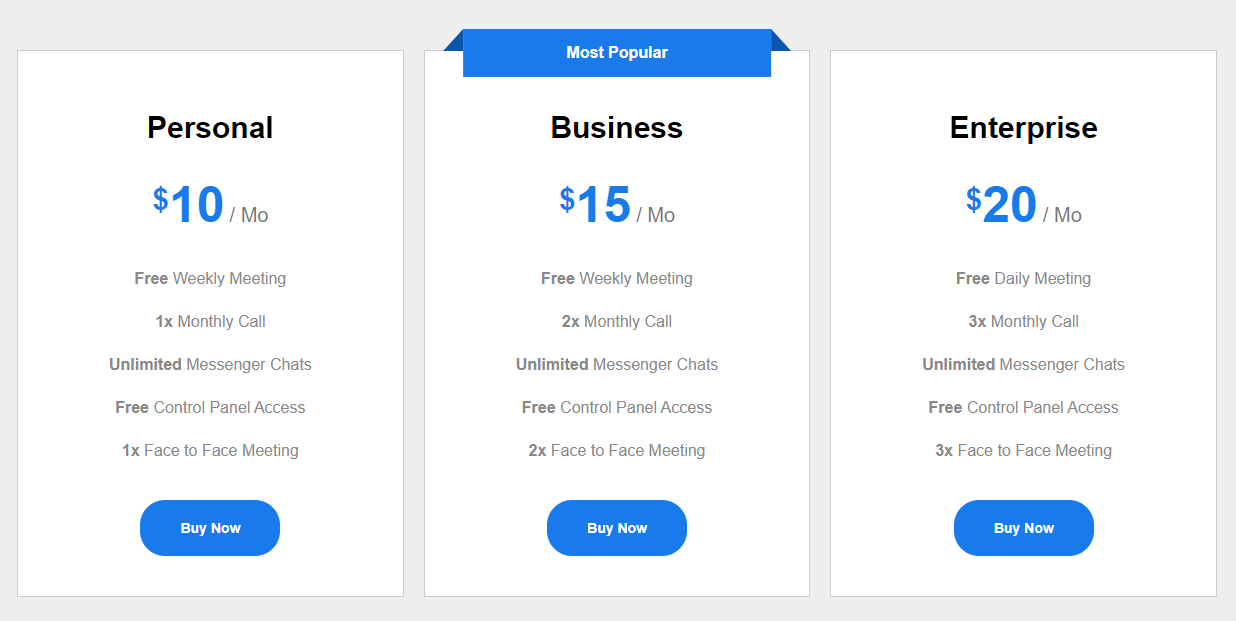 Personal
$10 / Mo
Free Weekly Meeting
1x Monthly Call
Unlimited Messenger Chats
Free Control Panel Access
1x Face to Face Meeting
Buy Now
Most Popular
Business
$15 / Mo
Free Weekly Meeting
2x Monthly Call
Unlimited Messenger Chats
Free Control Panel Access
2x Face to Face Meeting
Buy Now
Enterprise
$20 / Mo
Free Daily Meeting
3x Monthly Call
Unlimited Messenger Chats
Free Control Panel Access
3x Face to Face Meeting
Buy Now